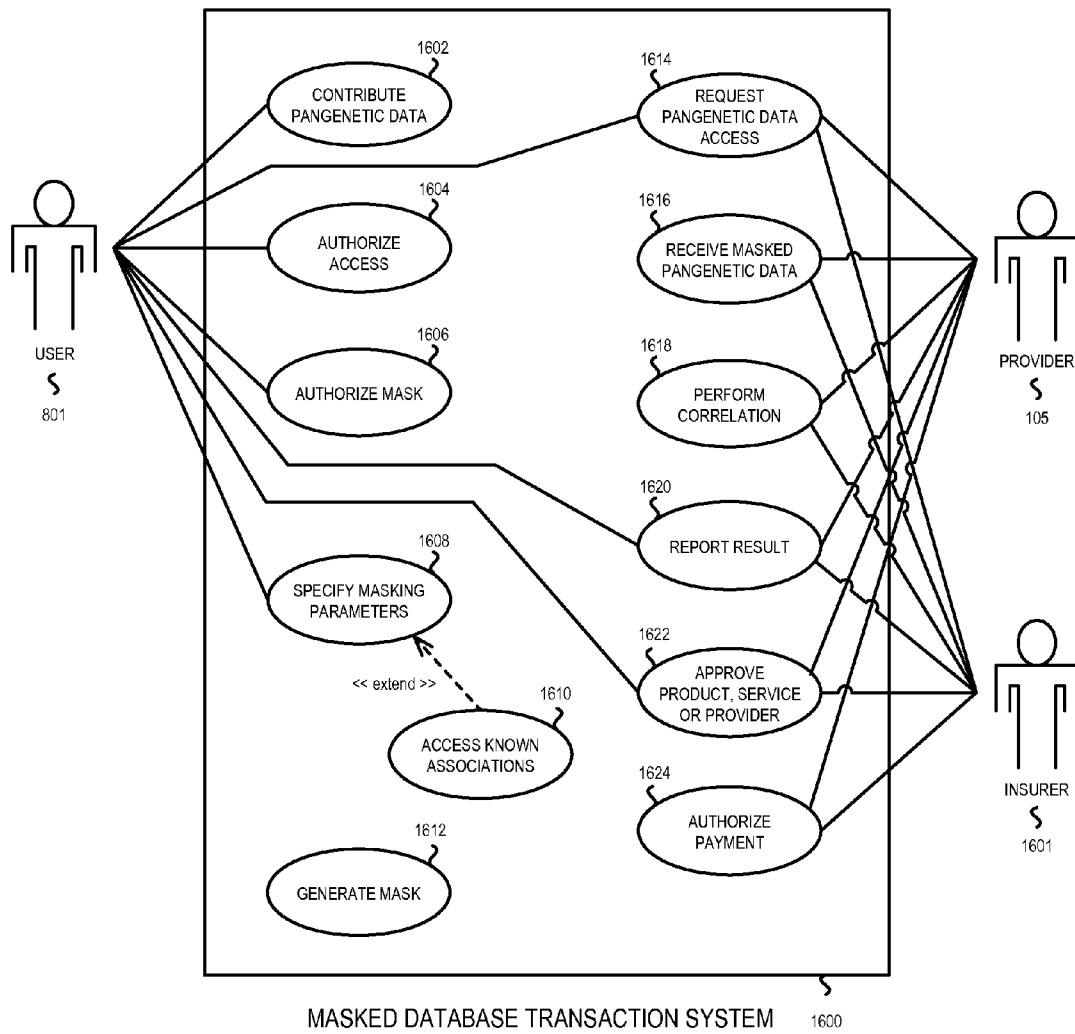 1602
CONTRIBUTE
PANGENETIC DATA
1614
REQUEST
PANGENETIC DATA
ACCESS
1604
AUTHORIZE
ACCESS
1616
RECEIVE MASKED
PANGENETIC DATA
USER
801
PROVIDER
105
1606
AUTHORIZE MASK
1618
PERFORM
CORRELATION
1620
REPORT RESULT
1608
SPECIFY MASKING
PARAMETERS
<< extend >>
1610
ACCESS KNOWN
ASSOCIATIONS
1622
APPROVE
PRODUCT, SERVICE
OR PROVIDER
1624
AUTHORIZE
PAYMENT
INSURER
1601
1612
GENERATE MASK
MASKED DATABASE TRANSACTION SYSTEM
1600